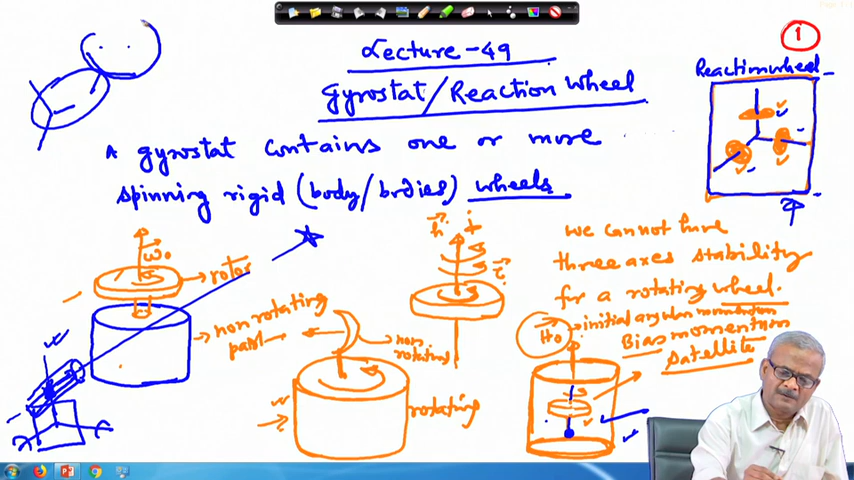 Lecture-49
Gyrostat/Reaction Wheel
1
Reactionwheel
A gyrostat contains one or more
spinning rigid (body/bodies) wheels
ω₀
rotor
non rotating
part
non
rotating
rotating
h
τ
we cannot have
three axes stability
for a rotating wheel.
initial angular momentum
H₀
Bias momentum
satellite